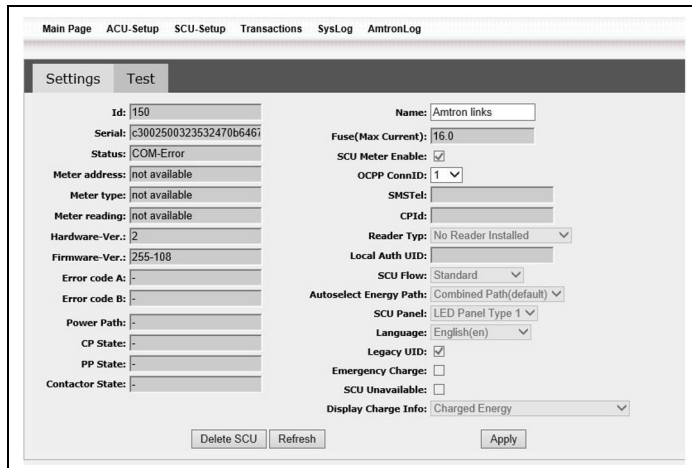 Main Page ACU-Setup SCU-Setup Transactions SysLog AmtronLog
Settings Test
Id: 150
Serial: c3002500323532470b6467
Status: COM-Error
Meter address: not available
Meter type: not available
Meter reading: not available
Hardware-Ver.: 2
Firmware-Ver.: 255-108
Error code A: -
Error code B: -
Power Path: -
CP State: -
PP State: -
Contactor State: -
Name: Amtron links
Fuse(Max Current): 16.0
SCU Meter Enable:
OCPP ConnID: 1
SMSTel:
CPId:
Reader Typ: No Reader Installed
Local Auth UID:
SCU Flow: Standard
Autoselect Energy Path: Combined Path(default)
SCU Panel: LED Panel Type 1
Language: English(en)
Legacy UID:
Emergency Charge:
SCU Unavailable:
Display Charge Info: Charged Energy
Delete SCU Refresh Apply